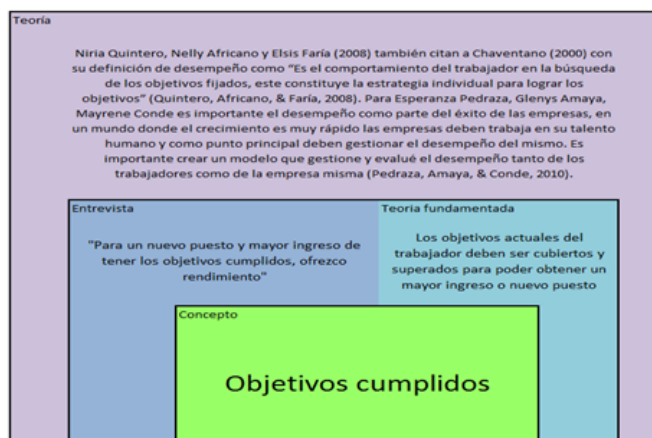 Teoría
Niria Quintero, Nelly Africano y Elsis Faría (2008) también citan a Chaventano (2000) con
su definición de desempeño como “Es el comportamiento del trabajador en la búsqueda
de los objetivos fijados, este constituye la estrategia individual para lograr los
objetivos” (Quintero, Africano, & Faría, 2008). Para Esperanza Pedraza, Glenys Amaya,
Mayrene Conde es importante el desempeño como parte del éxito de las empresas, en
un mundo donde el crecimiento es muy rápido las empresas deben trabaja en su talento
humano y como punto principal deben gestionar el desempeño del mismo. Es
importante crear un modelo que gestione y evalué el desempeño tanto de los
trabajadores como de la empresa misma (Pedraza, Amaya, & Conde, 2010).
Entrevista
"Para un nuevo puesto y mayor ingreso de
tener los objetivos cumplidos, ofrezco
rendimiento"
Teoria fundamentada
Los objetivos actuales del
trabajador deben ser cubiertos y
superados para poder obtener un
mayor ingreso o nuevo puesto
Concepto
Objetivos cumplidos